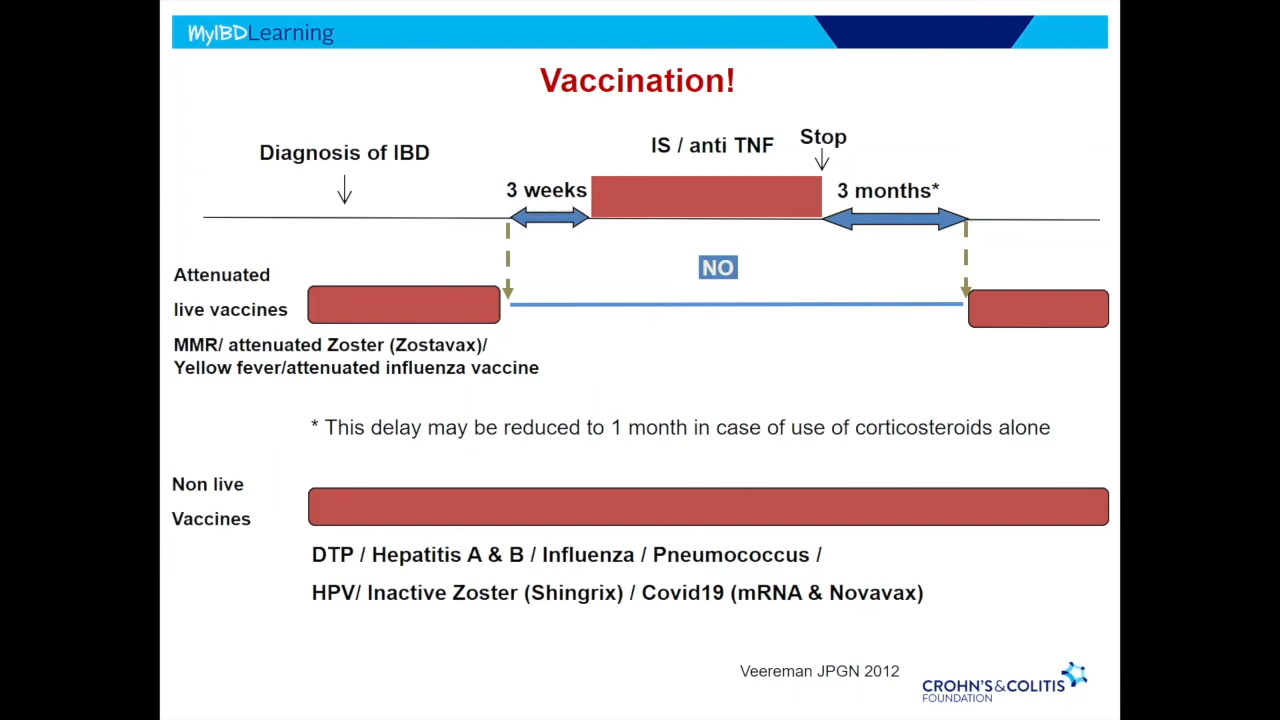 MyIBDLearning
Vaccination!
Diagnosis of IBD
IS / anti TNF
Stop
3 weeks
3 months*
NO
Attenuated
live vaccines
MMR/ attenuated Zoster (Zostavax)/
Yellow fever/attenuated influenza vaccine
* This delay may be reduced to 1 month in case of use of corticosteroids alone
Non live
Vaccines
DTP / Hepatitis A & B / Influenza / Pneumococcus /
HPV/ Inactive Zoster (Shingrix) / Covid19 (mRNA & Novavax)
Veereman JPGN 2012
CROHN'S&COLITIS
FOUNDATION